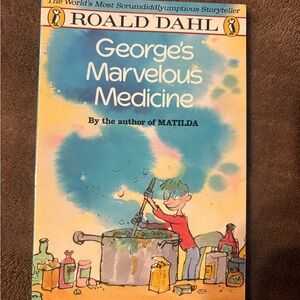 The World's Most Scrumdiddlyumptious Storyteller
ROALD DAHL
George's
Marvelous
Medicine
By the author of MATILDA